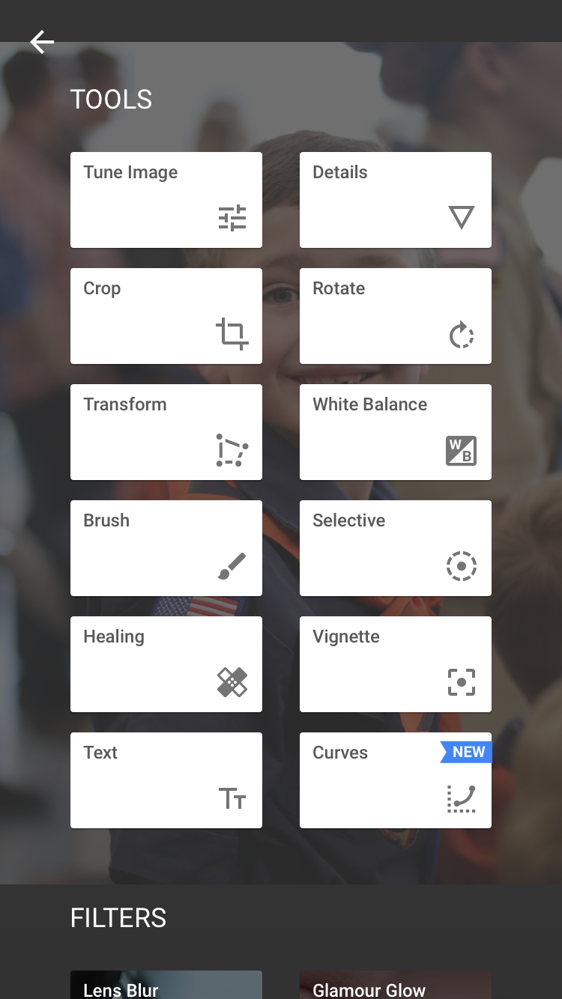 TOOLS
Tune Image
Details
Crop
Rotate
Transform
White Balance
W
B
Brush
Selective
Healing
Vignette
Text
Curves
NEW
Tт
FILTERS
Lens Blur
Glamour Glow